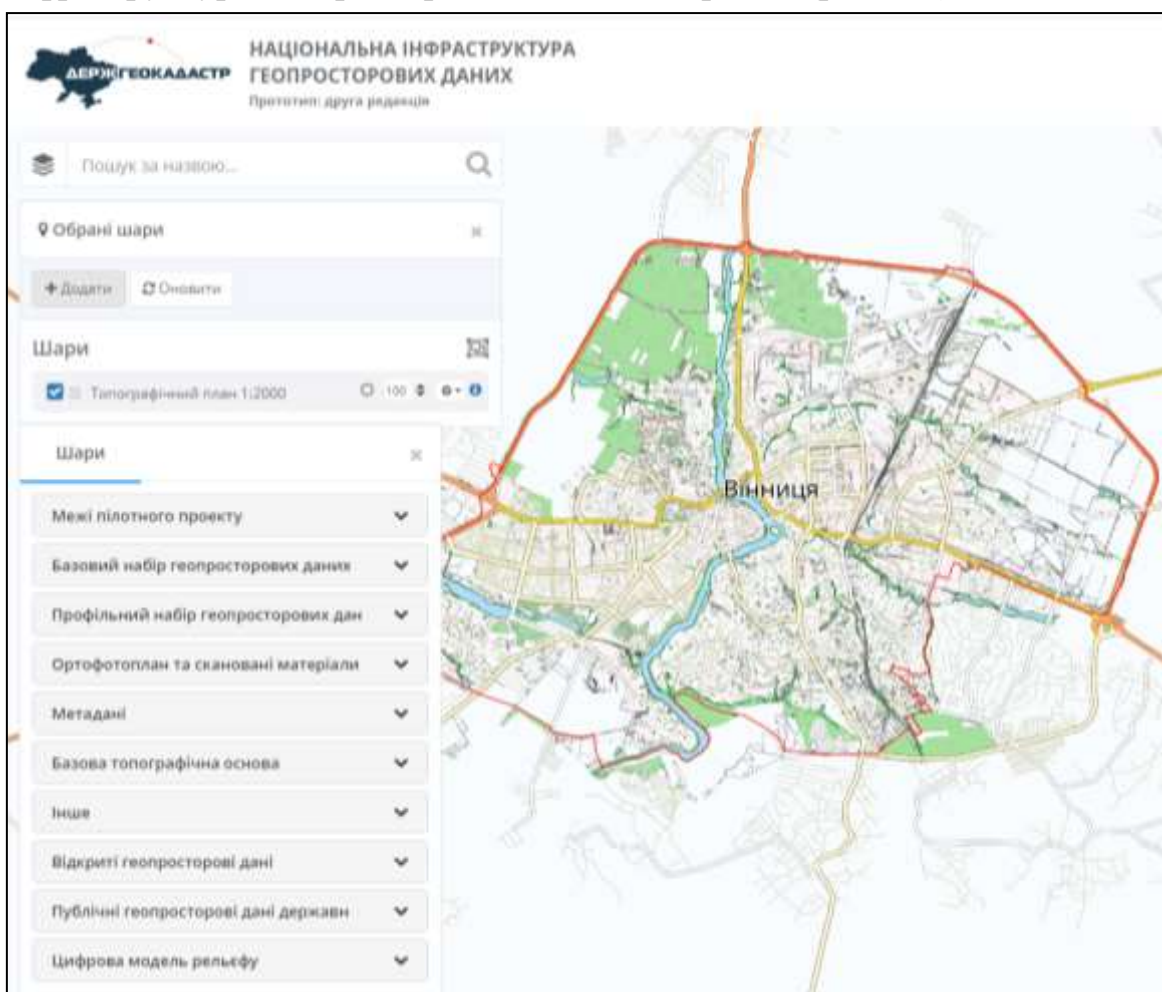 ДЕРЖГЕОКАДАСТР
НАЦІОНАЛЬНА ІНФРАСТРУКТУРА
ГЕОПРОСТОРОВИХ ДАНИХ
Прототип: друга редакція
Пошук за назвою...
Обрані шари
Додати Оновити
Шари
Топографічний план 1:2000 100
Шари
Межі пілотного проекту
Базовий набір геопросторових даних
Профільний набір геопросторових дан
Ортофотоплан та скановані матеріали
Метадані
Базова топографічна основа
Інше
Відкриті геопросторові дані
Публічні геопросторові дані державн
Цифрова модель рельєфу
Вінниця